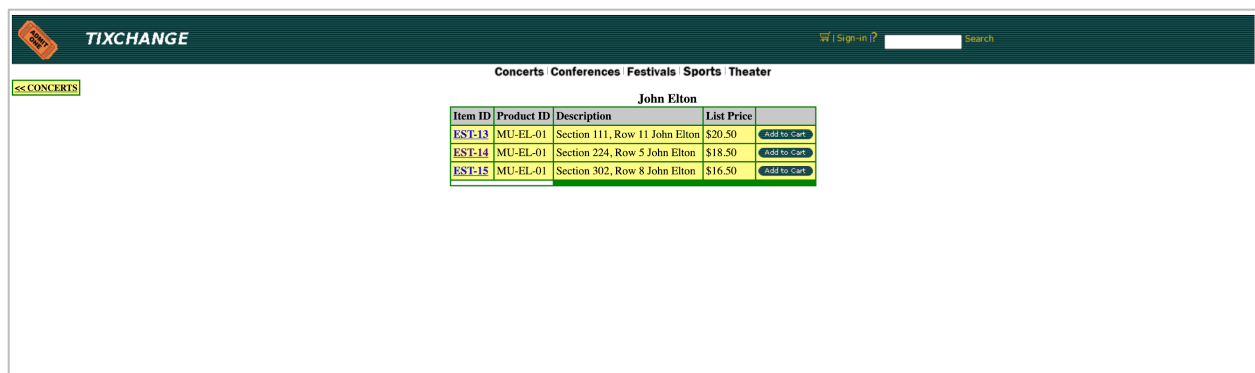 ADMIT ONE
TIXCHANGE
| Sign-in |? Search
Concerts | Conferences | Festivals | Sports | Theater
<< CONCERTS
John Elton
Item ID Product ID Description List Price
EST-13 MU-EL-01 Section 111, Row 11 John Elton $20.50 Add to Cart
EST-14 MU-EL-01 Section 224, Row 5 John Elton $18.50 Add to Cart
EST-15 MU-EL-01 Section 302, Row 8 John Elton $16.50 Add to Cart